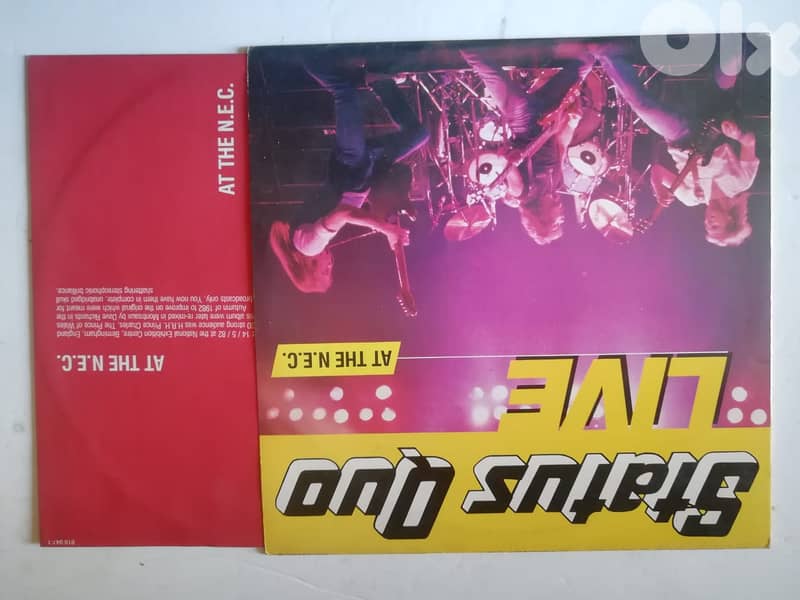 Status Quo
LIVE
AT THE N.E.C.
AT THE N.E.C.
AT THE N.E.C.
14 / 5 / 82 at the National Exhibition Centre, Birmingham, England.
strong audience was H.R.H. Prince Charles, The Prince of Wales
album were later re-mixed in Montreux by Dave Richards in the
Autumn of 1982 to improve on the original which were meant for
broadcasts only. You now have them in complete, unabridged skull
shattering stereophonic brilliance.
olx